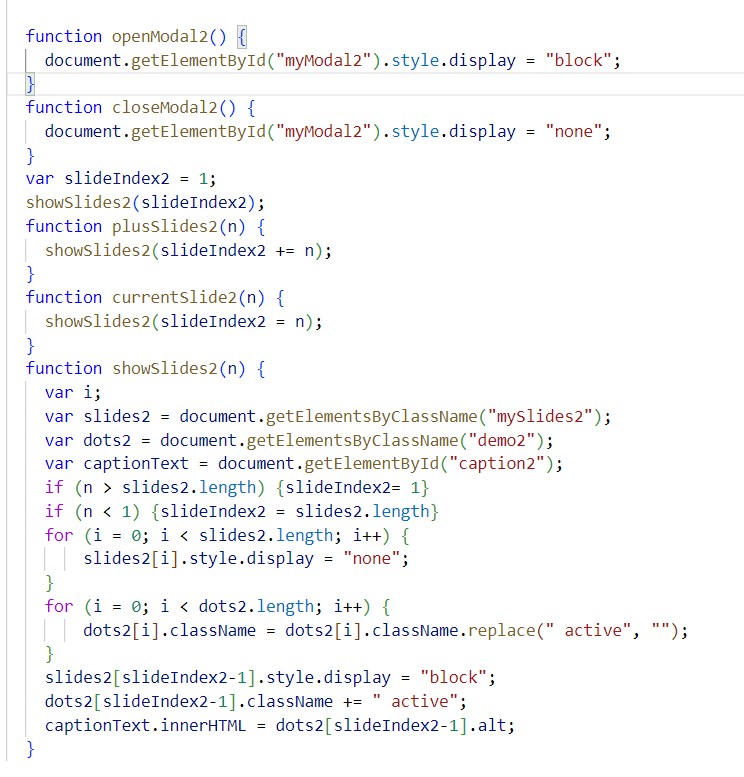 function openModal2() {
  document.getElementById("myModal2").style.display = "block";
}
function closeModal2() {
  document.getElementById("myModal2").style.display = "none";
}
var slideIndex2 = 1;
showSlides2(slideIndex2);
function plusSlides2(n) {
  showSlides2(slideIndex2 += n);
}
function currentSlide2(n) {
  showSlides2(slideIndex2 = n);
}
function showSlides2(n) {
  var i;
  var slides2 = document.getElementsByClassName("mySlides2");
  var dots2 = document.getElementsByClassName("demo2");
  var captionText = document.getElementById("caption2");
  if (n > slides2.length) {slideIndex2= 1}
  if (n < 1) {slideIndex2 = slides2.length}
  for (i = 0; i < slides2.length; i++) {
      slides2[i].style.display = "none";
  }
  for (i = 0; i < dots2.length; i++) {
      dots2[i].className = dots2[i].className.replace(" active", "");
  }
  slides2[slideIndex2-1].style.display = "block";
  dots2[slideIndex2-1].className += " active";
  captionText.innerHTML = dots2[slideIndex2-1].alt;
}